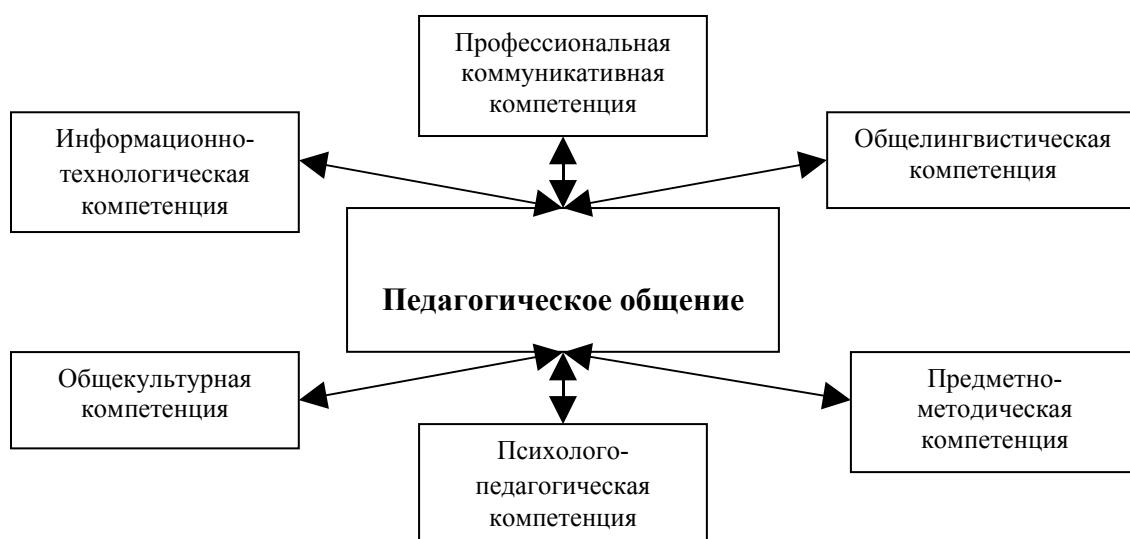 Профессиональная
коммуникативная
компетенция
Информационно-
технологическая
компетенция
Общелингвистическая
компетенция
Педагогическое общение
Общекультурная
компетенция
Психолого-
педагогическая
компетенция
Предметно-
методическая
компетенция